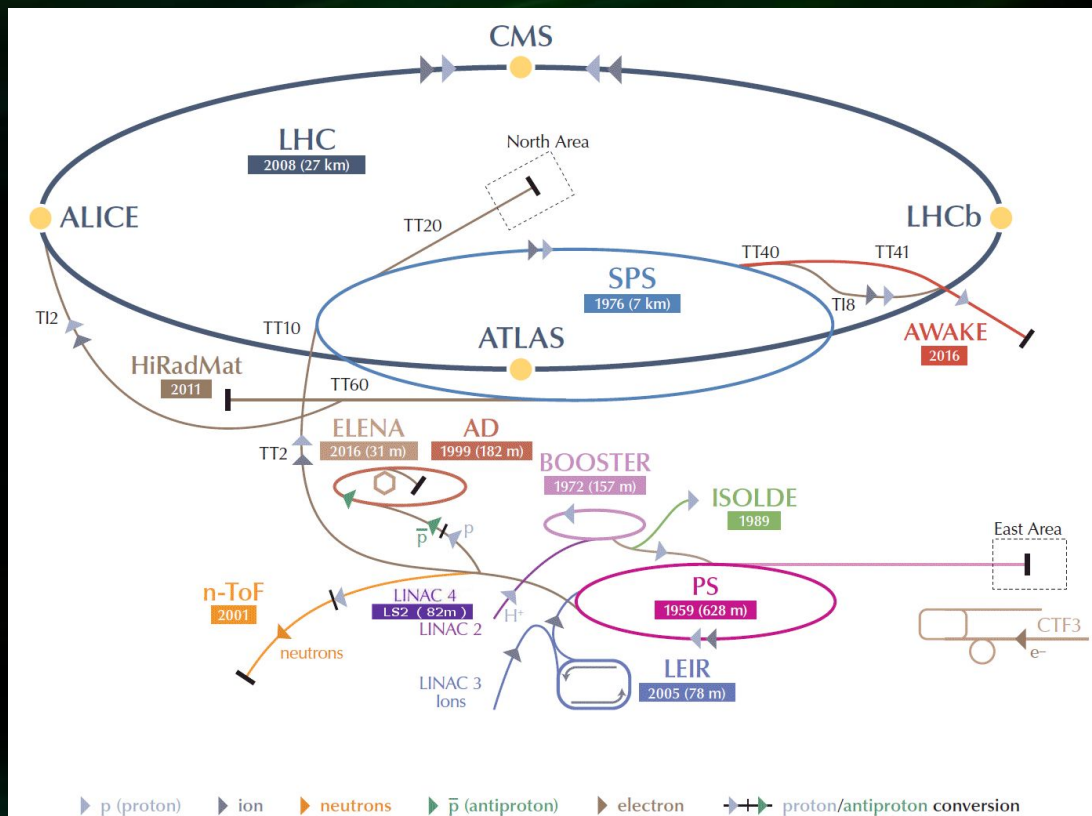 CMS
LHC
2008 (27 km)
North Area
ALICE
TT20
LHCb
TT40
TT41
SPS
1976 (7 km)
TI2
TI8
TT10
ATLAS
AWAKE
2016
HiRadMat
2011
TT60
ELENA
2016 (31 m)
AD
1999 (182 m)
TT2
BOOSTER
1972 (157 m)
ISOLDE
1989
East Area
p̅
p
n-ToF
2001
LINAC 4
LS2 ( 82m )
H⁺
LINAC 2
PS
1959 (628 m)
CTF3
e⁻
neutrons
LINAC 3
Ions
LEIR
2005 (78 m)
p (proton)
ion
neutrons
p̅ (antiproton)
electron
proton/antiproton conversion